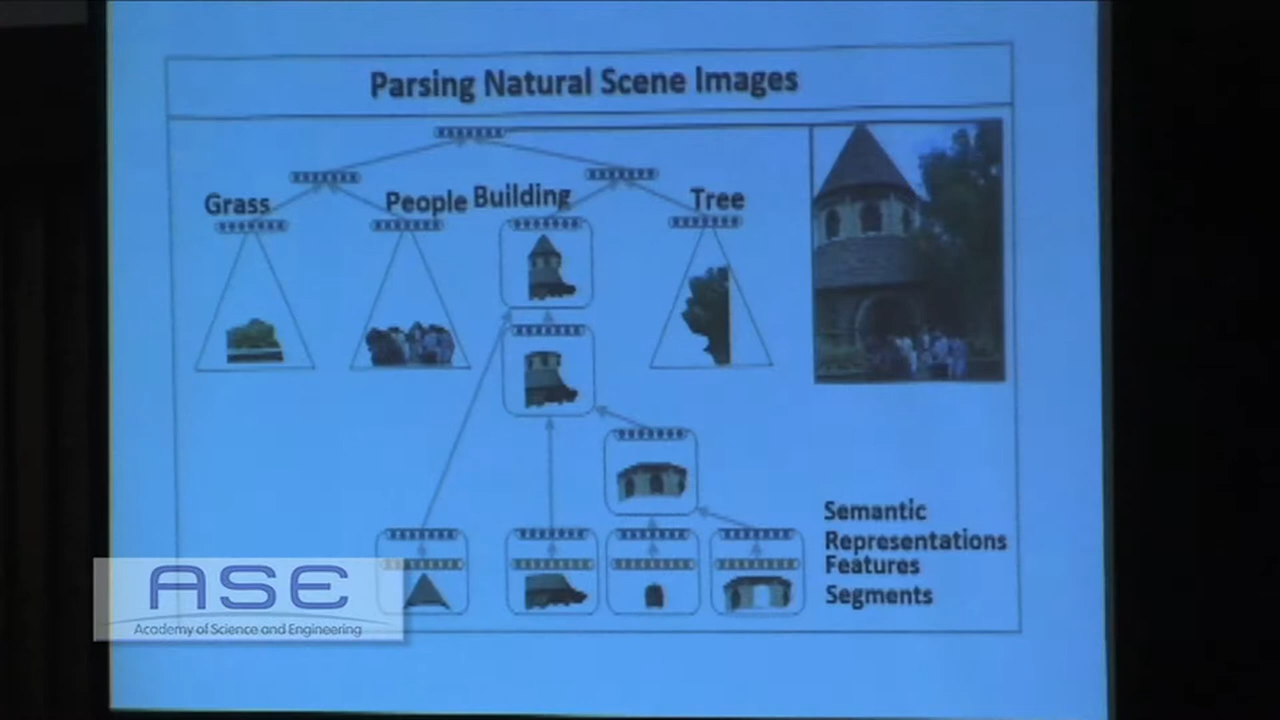 Parsing Natural Scene Images
Grass
People
Building
Tree
Semantic
Representations
Features
Segments
ASE
Academy of Science and Engineering